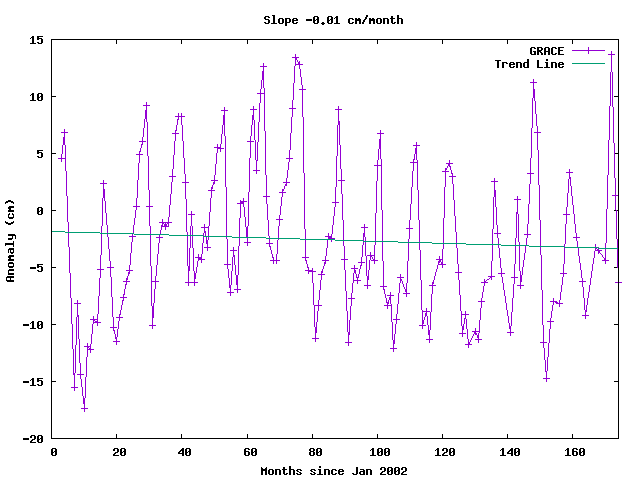 Slope -0.01 cm/month
GRACE
Trend Line
15
10
5
0
-5
-10
-15
-20
Anomaly (cm)
0 20 40 60 80 100 120 140 160
Months since Jan 2002